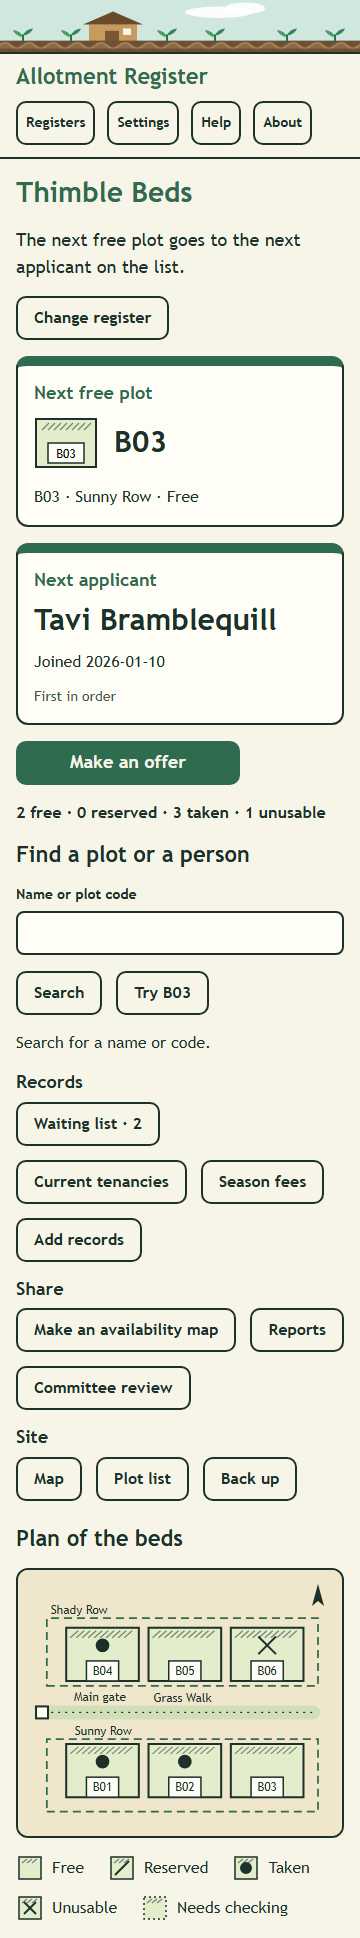 Allotment Register
Registers Settings Help About
Thimble Beds
The next free plot goes to the next
applicant on the list.
Change register
Next free plot
B03 B03
B03 · Sunny Row · Free
Next applicant
Tavi Bramblequill
Joined 2026-01-10
First in order
Make an offer
2 free · 0 reserved · 3 taken · 1 unusable
Find a plot or a person
Name or plot code
Search Try B03
Search for a name or code.
Records
Waiting list · 2
Current tenancies Season fees
Add records
Share
Make an availability map Reports
Committee review
Site
Map Plot list Back up
Plan of the beds
Shady Row
B04 B05 B06
Main gate Grass Walk
Sunny Row
B01 B02 B03
Free Reserved Taken
Unusable Needs checking